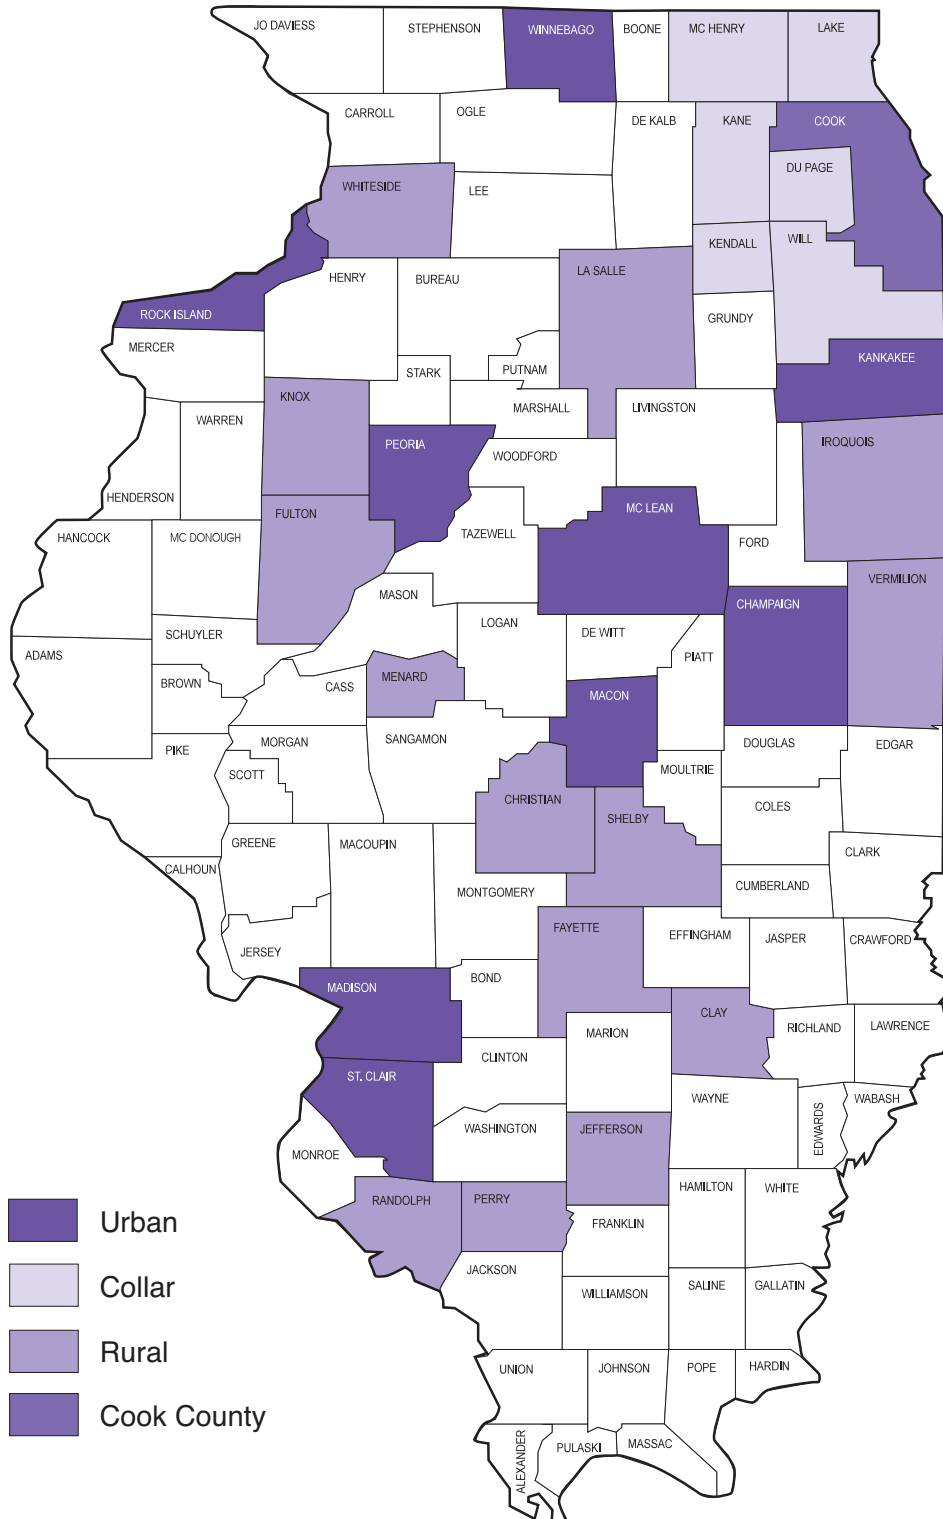 JO DAVIESS
STEPHENSON
WINNEBAGO
BOONE
MC HENRY
LAKE
CARROLL
OGLE
DE KALB
KANE
COOK
DU PAGE
WHITESIDE
LEE
KENDALL
WILL
HENRY
BUREAU
LA SALLE
ROCK ISLAND
GRUNDY
MERCER
KANKAKEE
STARK
PUTNAM
KNOX
MARSHALL
LIVINGSTON
WARREN
PEORIA
IROQUOIS
WOODFORD
HENDERSON
FULTON
MC LEAN
HANCOCK
MC DONOUGH
TAZEWELL
FORD
VERMILION
MASON
CHAMPAIGN
LOGAN
DE WITT
SCHUYLER
ADAMS
PIATT
BROWN
CASS
MENARD
MACON
PIKE
MORGAN
SANGAMON
DOUGLAS
EDGAR
SCOTT
MOULTRIE
CHRISTIAN
COLES
SHELBY
GREENE
MACOUPIN
CLARK
CALHOUN
MONTGOMERY
CUMBERLAND
FAYETTE
EFFINGHAM
JASPER
CRAWFORD
JERSEY
BOND
MADISON
CLAY
MARION
RICHLAND
LAWRENCE
CLINTON
ST. CLAIR
WAYNE
WABASH
EDWARDS
WASHINGTON
JEFFERSON
MONROE
HAMILTON
WHITE
RANDOLPH
PERRY
FRANKLIN
Urban
JACKSON
WILLIAMSON
SALINE
GALLATIN
Collar
Rural
UNION
JOHNSON
POPE
HARDIN
Cook County
ALEXANDER
PULASKI
MASSAC